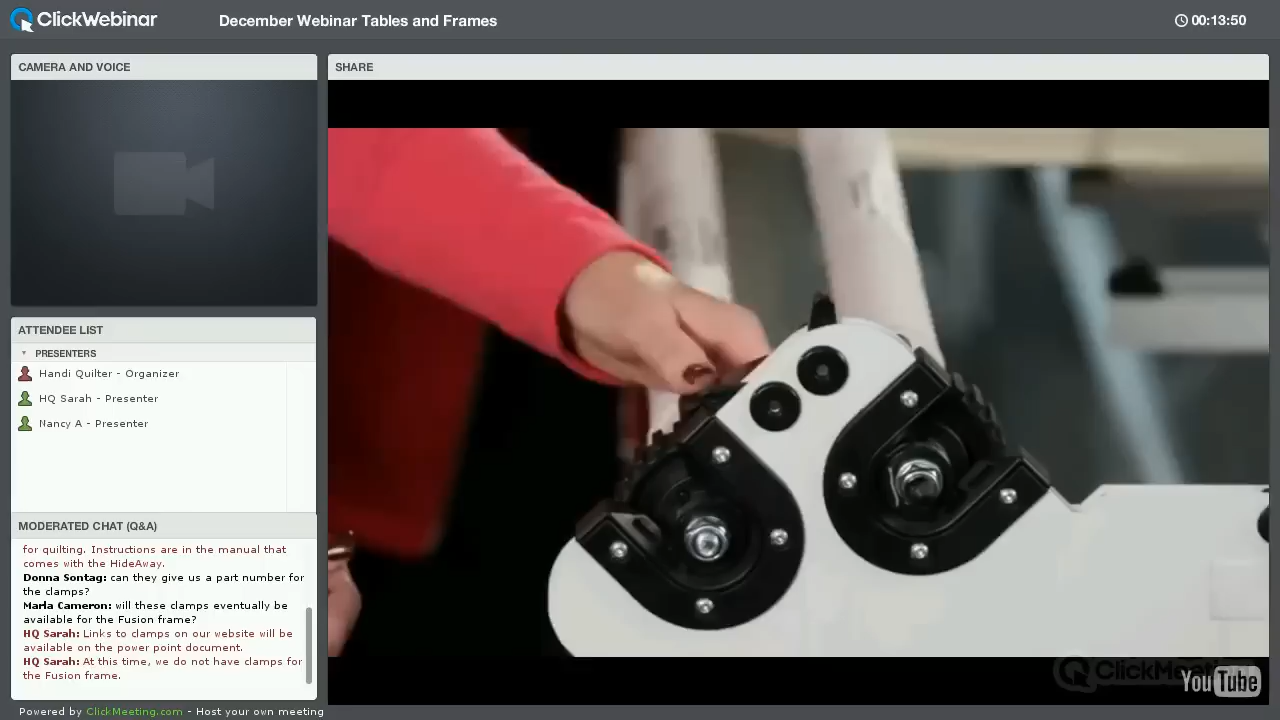 ClickWebinar
December Webinar Tables and Frames
00:13:50
CAMERA AND VOICE
SHARE
ATTENDEE LIST
PRESENTERS
Handi Quilter - Organizer
HQ Sarah - Presenter
Nancy A - Presenter
MODERATED CHAT (Q&A)
for quilting. Instructions are in the manual that
comes with the HideAway.
Donna Sontag: can they give us a part number for
the clamps?
Marla Cameron: will these clamps eventually be
available for the Fusion frame?
HQ Sarah: Links to clamps on our website will be
available on the power point document.
HQ Sarah: At this time, we do not have clamps for
the Fusion frame.
ClickMeeting
YouTube
Powered by ClickMeeting.com - Host your own meeting